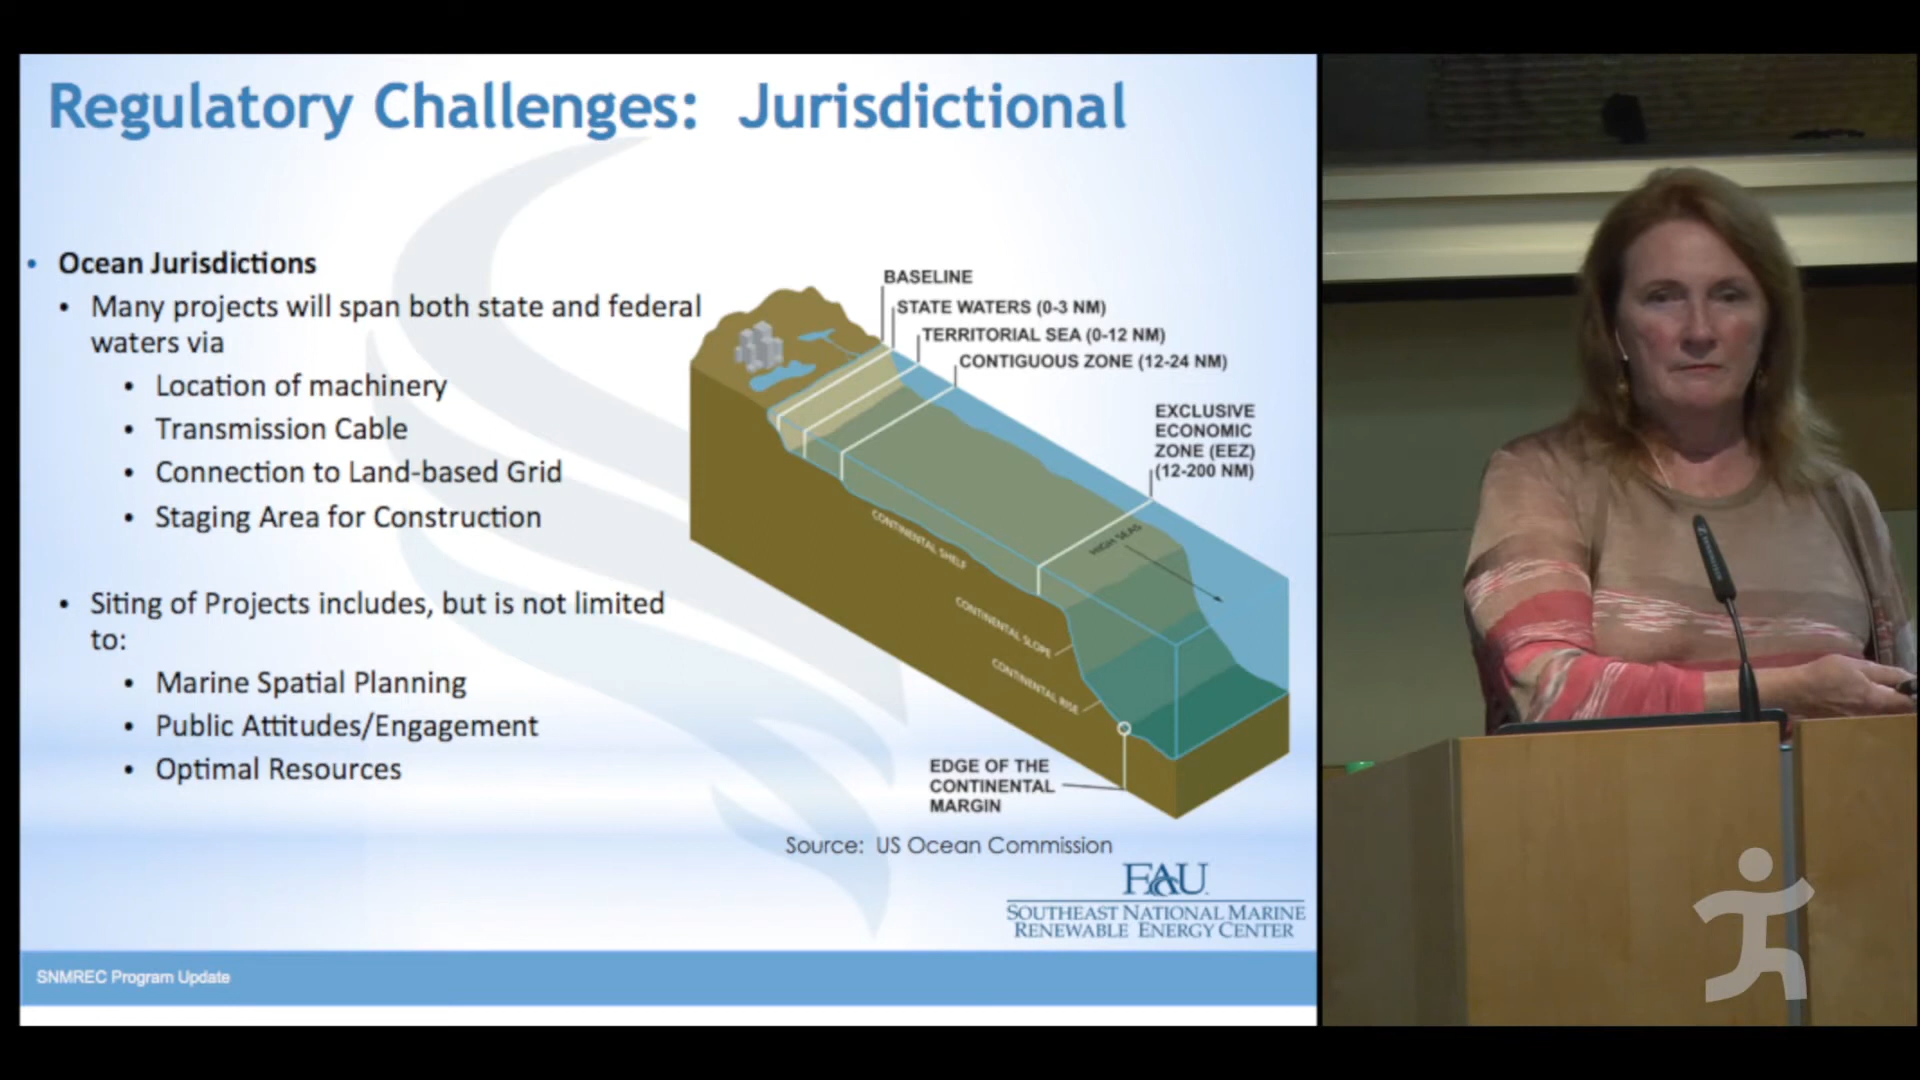 Regulatory Challenges: Jurisdictional
• Ocean Jurisdictions
• Many projects will span both state and federal
waters via
• Location of machinery
• Transmission Cable
• Connection to Land-based Grid
• Staging Area for Construction
• Siting of Projects includes, but is not limited
to:
• Marine Spatial Planning
• Public Attitudes/Engagement
• Optimal Resources
BASELINE
STATE WATERS (0-3 NM)
TERRITORIAL SEA (0-12 NM)
CONTIGUOUS ZONE (12-24 NM)
EXCLUSIVE
ECONOMIC
ZONE (EEZ)
(12-200 NM)
HIGH SEAS
CONTINENTAL SHELF
CONTINENTAL SLOPE
CONTINENTAL RISE
EDGE OF THE
CONTINENTAL
MARGIN
Source: US Ocean Commission
FAU
SOUTHEAST NATIONAL MARINE
RENEWABLE ENERGY CENTER
SNMREC Program Update